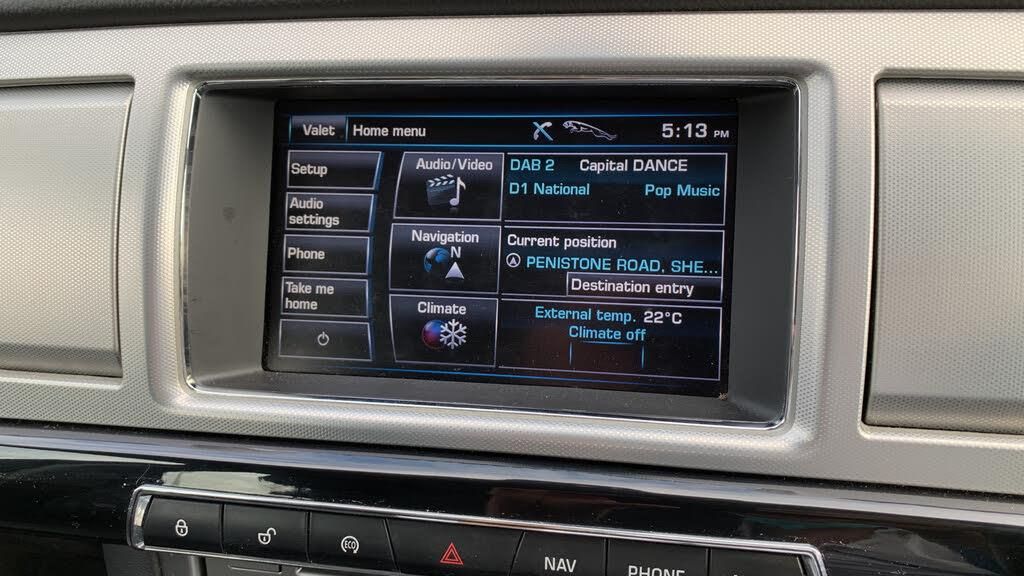 Valet Home menu 5:13 PM
Setup
Audio settings
Phone
Take me home
Audio/Video
DAB 2 Capital DANCE
D1 National Pop Music
Navigation
N
Current position
PENISTONE ROAD, SHE...
Destination entry
Climate
External temp. 22°C
Climate off
ECO
NAV
PHONE